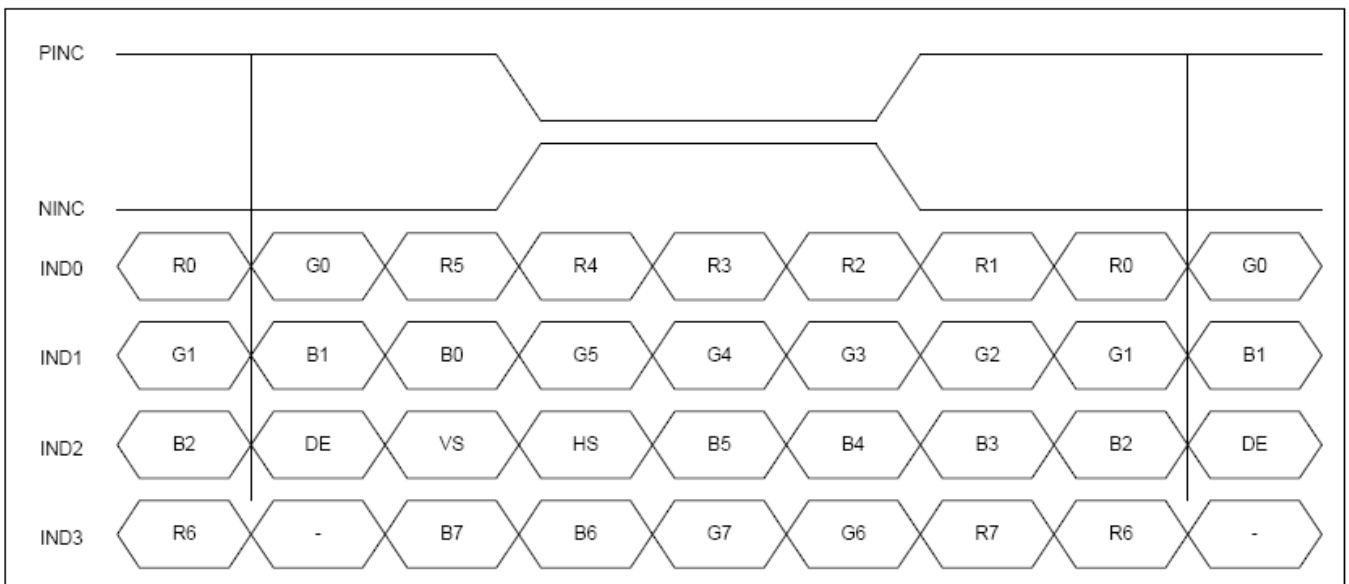 PINC
NINC
IND0 R0 G0 R5 R4 R3 R2 R1 R0 G0
IND1 G1 B1 B0 G5 G4 G3 G2 G1 B1
IND2 B2 DE VS HS B5 B4 B3 B2 DE
IND3 R6 - B7 B6 G7 G6 R7 R6 -